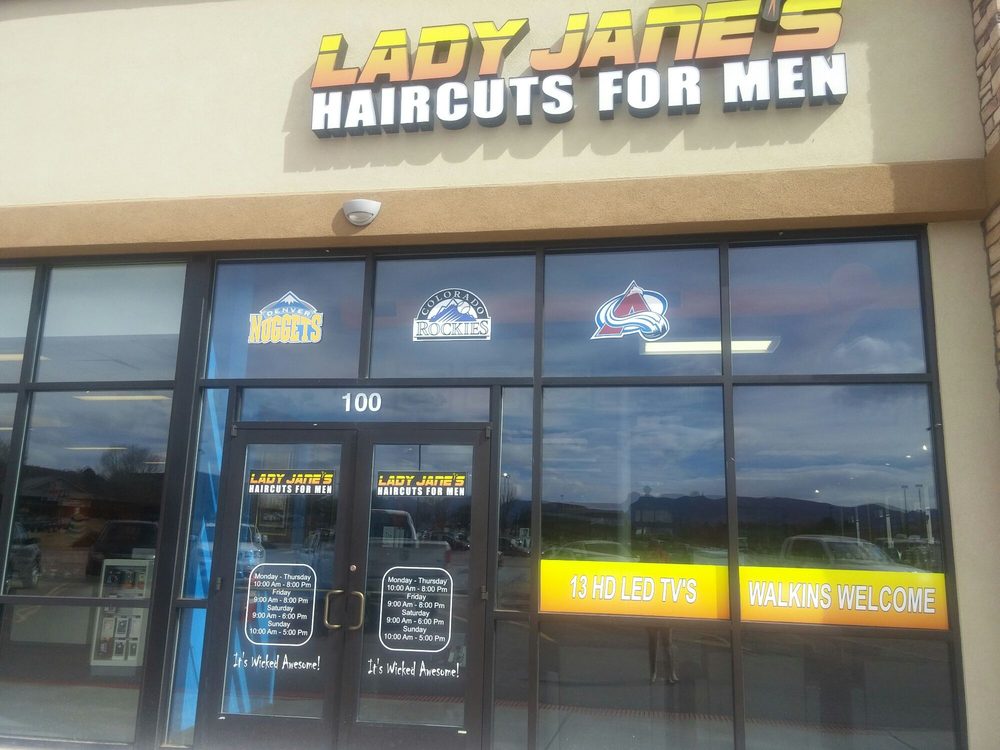 LADY JANE'S
HAIRCUTS FOR MEN
DENVER
NUGGETS
COLORADO
ROCKIES
A
100
LADY JANE'S
HAIRCUTS FOR MEN
Monday - Thursday
10:00 Am - 8:00 Pm
Friday
9:00 Am - 8:00 Pm
Saturday
9:00 Am - 6:00 Pm
Sunday
10:00 Am - 5:00 Pm
It's Wicked Awesome!
LADY JANE'S
HAIRCUTS FOR MEN
Monday - Thursday
10:00 Am - 8:00 Pm
Friday
9:00 Am - 8:00 Pm
Saturday
9:00 Am - 6:00 Pm
Sunday
10:00 Am - 5:00 Pm
It's Wicked Awesome!
13 HD LED TV'S
WALKINS WELCOME